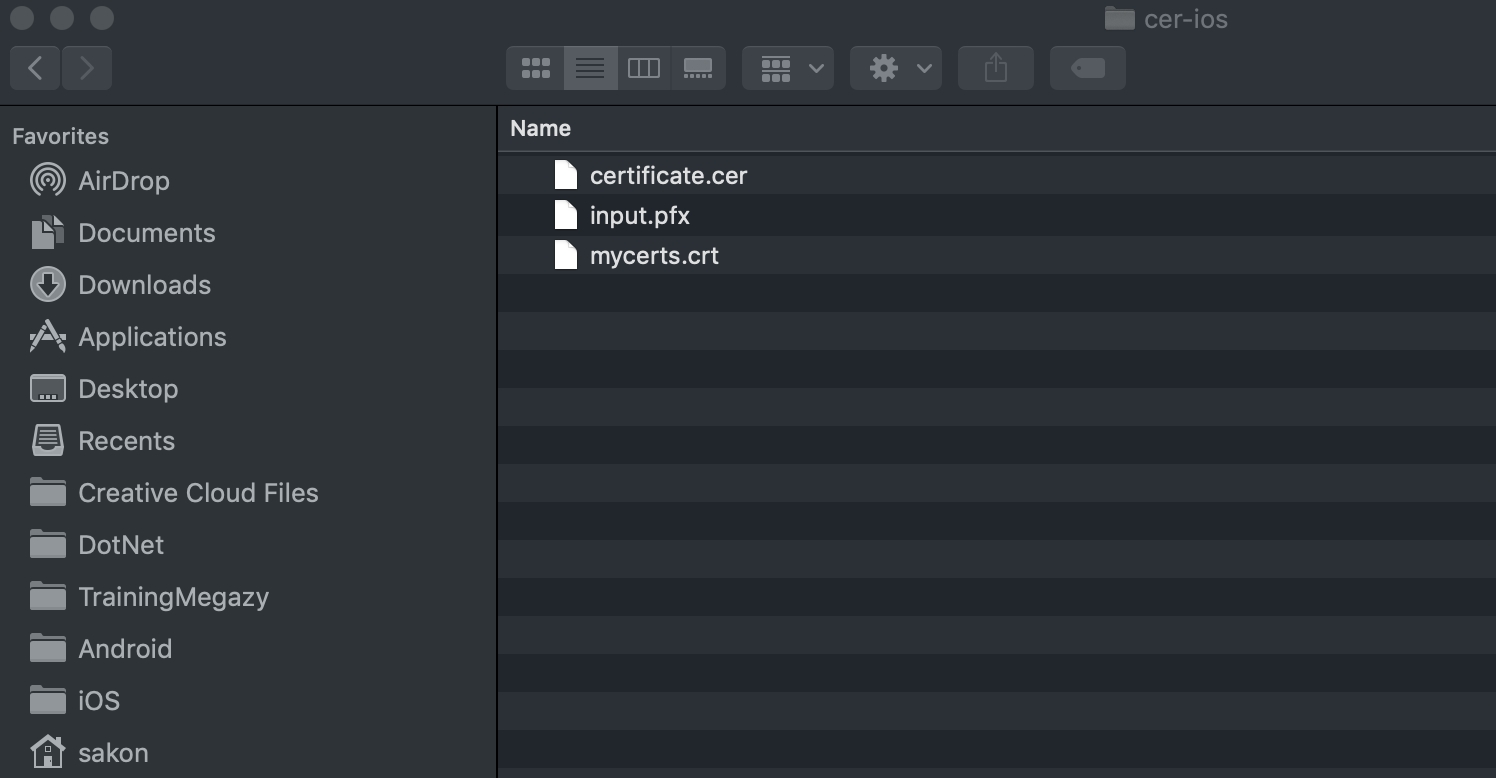 cer-ios
Favorites
AirDrop
Documents
Downloads
Applications
Desktop
Recents
Creative Cloud Files
DotNet
TrainingMegazy
Android
iOS
sakon
Name
certificate.cer
input.pfx
mycerts.crt